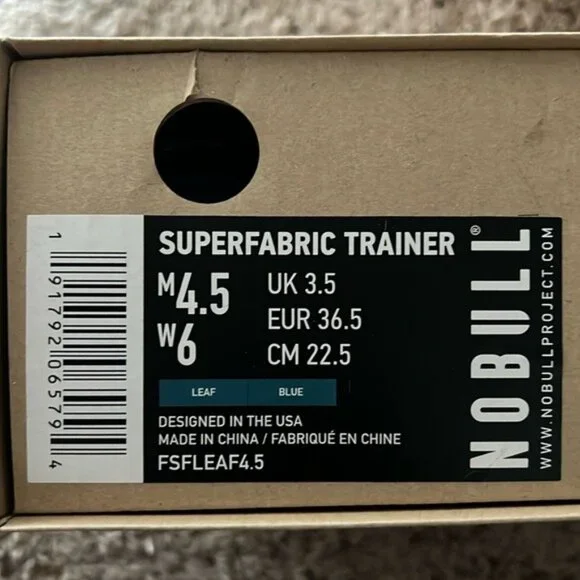 SUPERFABRIC TRAINER
M4.5
W6
UK 3.5
EUR 36.5
CM 22.5
LEAF BLUE
DESIGNED IN THE USA
MADE IN CHINA / FABRIQUÉ EN CHINE
FSFLEAF4.5
NOBULL®
WWW.NOBULLPROJECT.COM
1 91792 06579 4